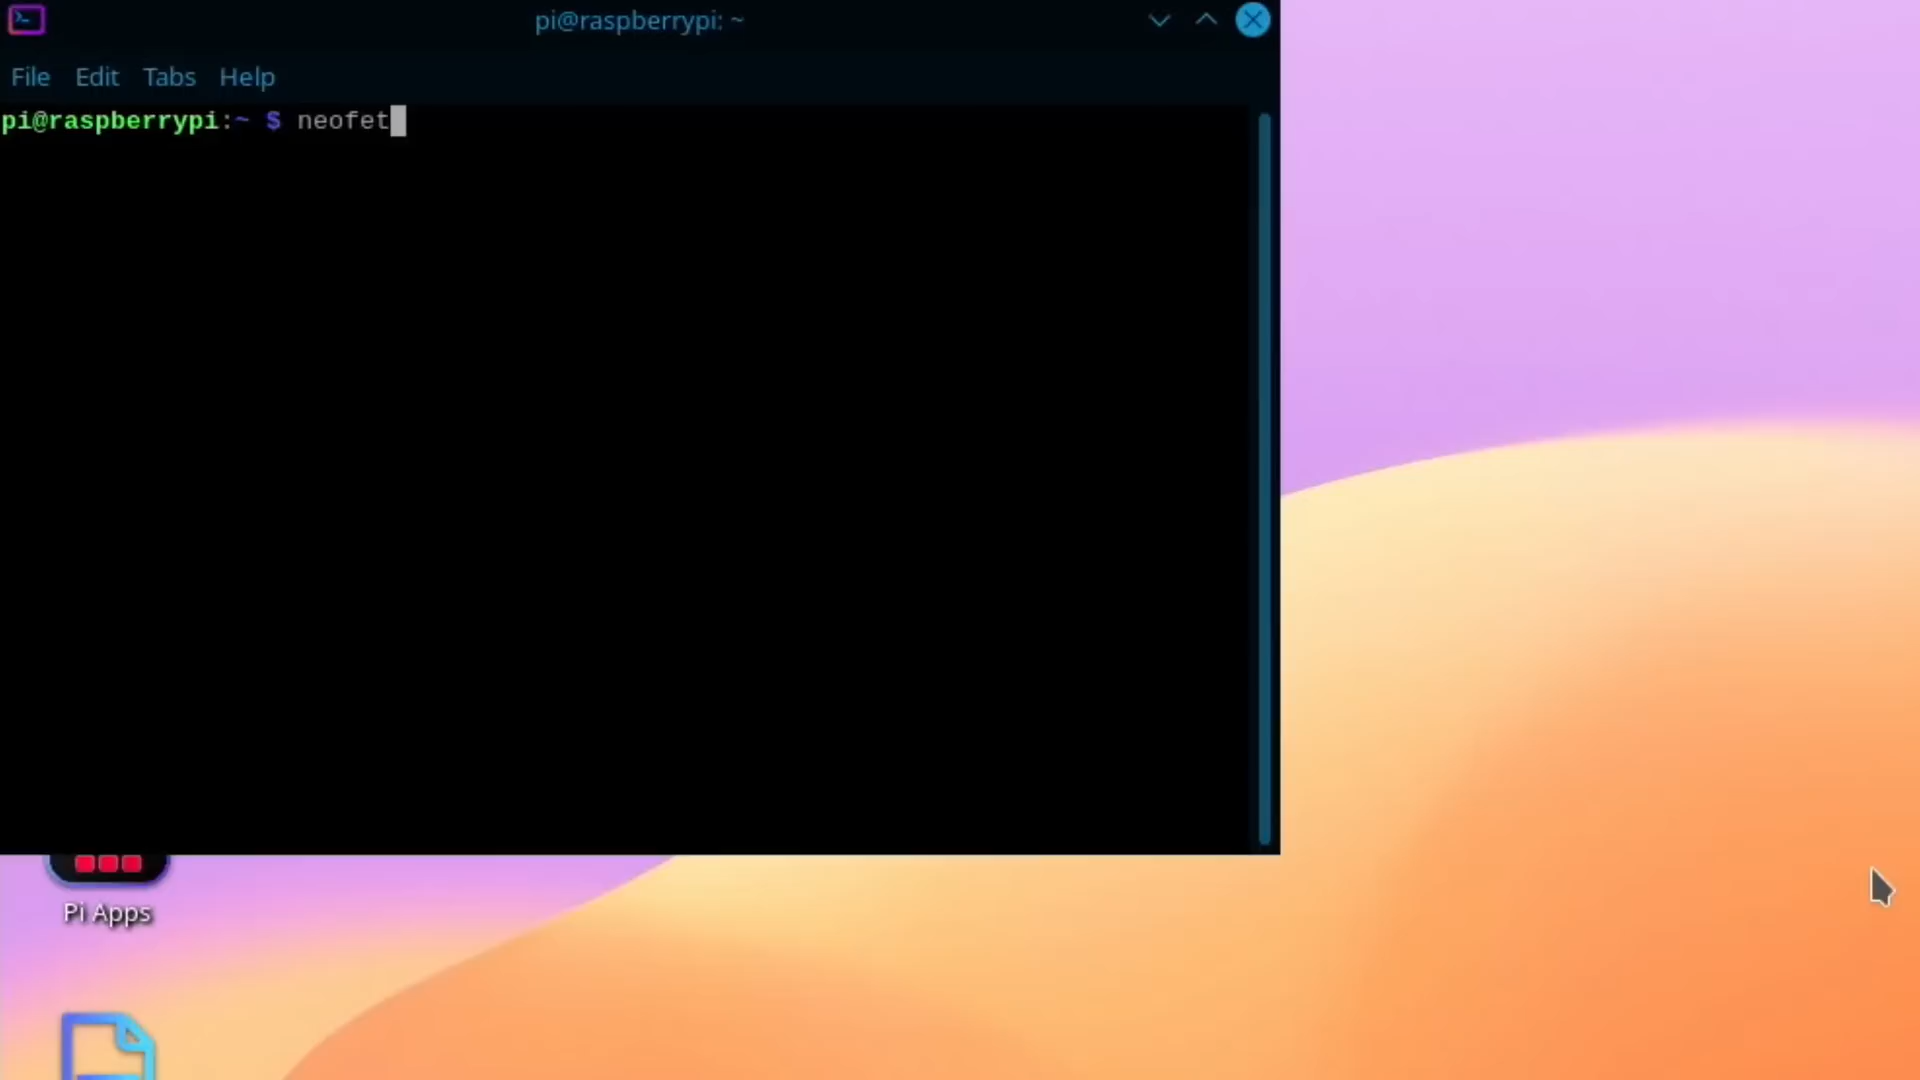 pi@raspberrypi: ~
File Edit Tabs Help
pi@raspberrypi:~ $ neofet
Pi Apps